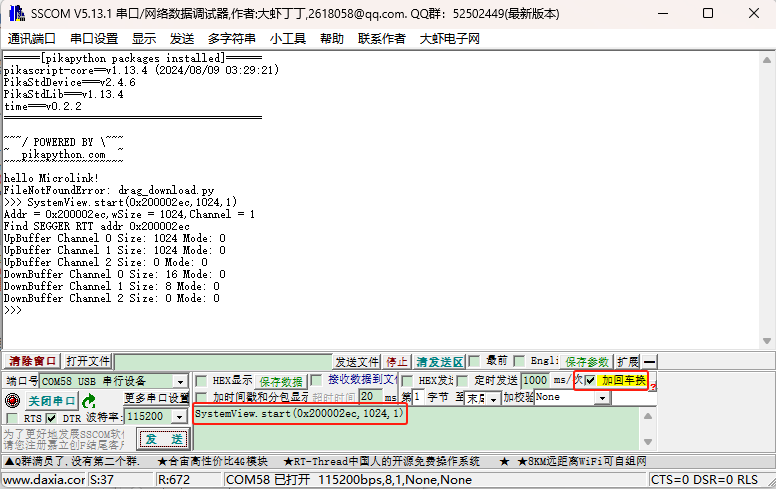 SSCOM V5.13.1 串口/网络数据调试器,作者:大虾丁丁,2618058@qq.com. QQ群：52502449(最新版本)
通讯端口 串口设置 显示 发送 多字符串 小工具 帮助 联系作者 大虾电子网
======[pikapython packages installed]======
pikascript-core==v1.13.4 (2024/08/09 03:29:21)
PikaStdDevice==v2.4.6
PikaStdLib==v1.13.4
time==v0.2.2
===========================================
~~~/ POWERED BY \~~~
~  pikapython.com  ~
~~~~~~~~~~~~~~~~~~~~
hello Microlink!
FileNotFoundError: drag_download.py
>>> SystemView.start(0x200002ec,1024,1)
Addr = 0x200002ec,wSize = 1024,Channel = 1
Find SEGGER RTT addr 0x200002ec
UpBuffer Channel 0 Size: 1024 Mode: 0
UpBuffer Channel 1 Size: 1024 Mode: 0
UpBuffer Channel 2 Size: 0 Mode: 0
DownBuffer Channel 0 Size: 16 Mode: 0
DownBuffer Channel 1 Size: 8 Mode: 0
DownBuffer Channel 2 Size: 0 Mode: 0
>>>
清除窗口 打开文件 发送文件 停止 清发送区 最前 Engli 保存参数 扩展 —
端口号 COM58 USB 串行设备 HEX显示 保存数据 接收数据到文件 HEX发送 定时发送 1000 ms/次 加回车换
关闭串口 更多串口设置 加时间戳和分包显示 超时时间 20 ms 第1 字节 至 末尾 加校验 None
RTS DTR 波特率: 115200 SystemView.start(0x200002ec,1024,1)
为了更好地发展SSCOM软件
请您注册嘉立创F结尾客户
发 送
▲Q群满员了,没有第二个群. ★合宙高性价比4G模块 ★RT-Thread中国人的开源免费操作系统 ★ ★8KM远距离WiFi可自组网
www.daxia.cor S:37 R:672 COM58 已打开 115200bps,8,1,None,None CTS=0 DSR=0 RLS